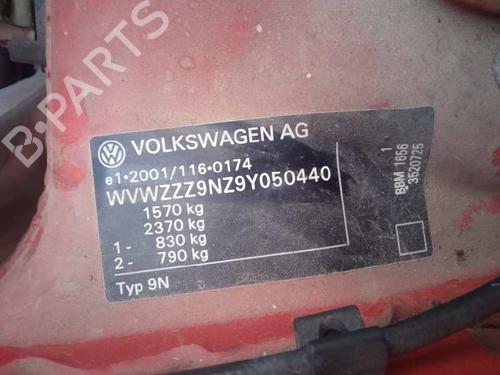 B-PARTS
VOLKSWAGEN AG
e1*2001/116*0174
WVWZZZ9NZ9Y050440
1570 kg
2370 kg
1- 830 kg
2- 790 kg
Typ 9N
1
BBM 1656
3520725